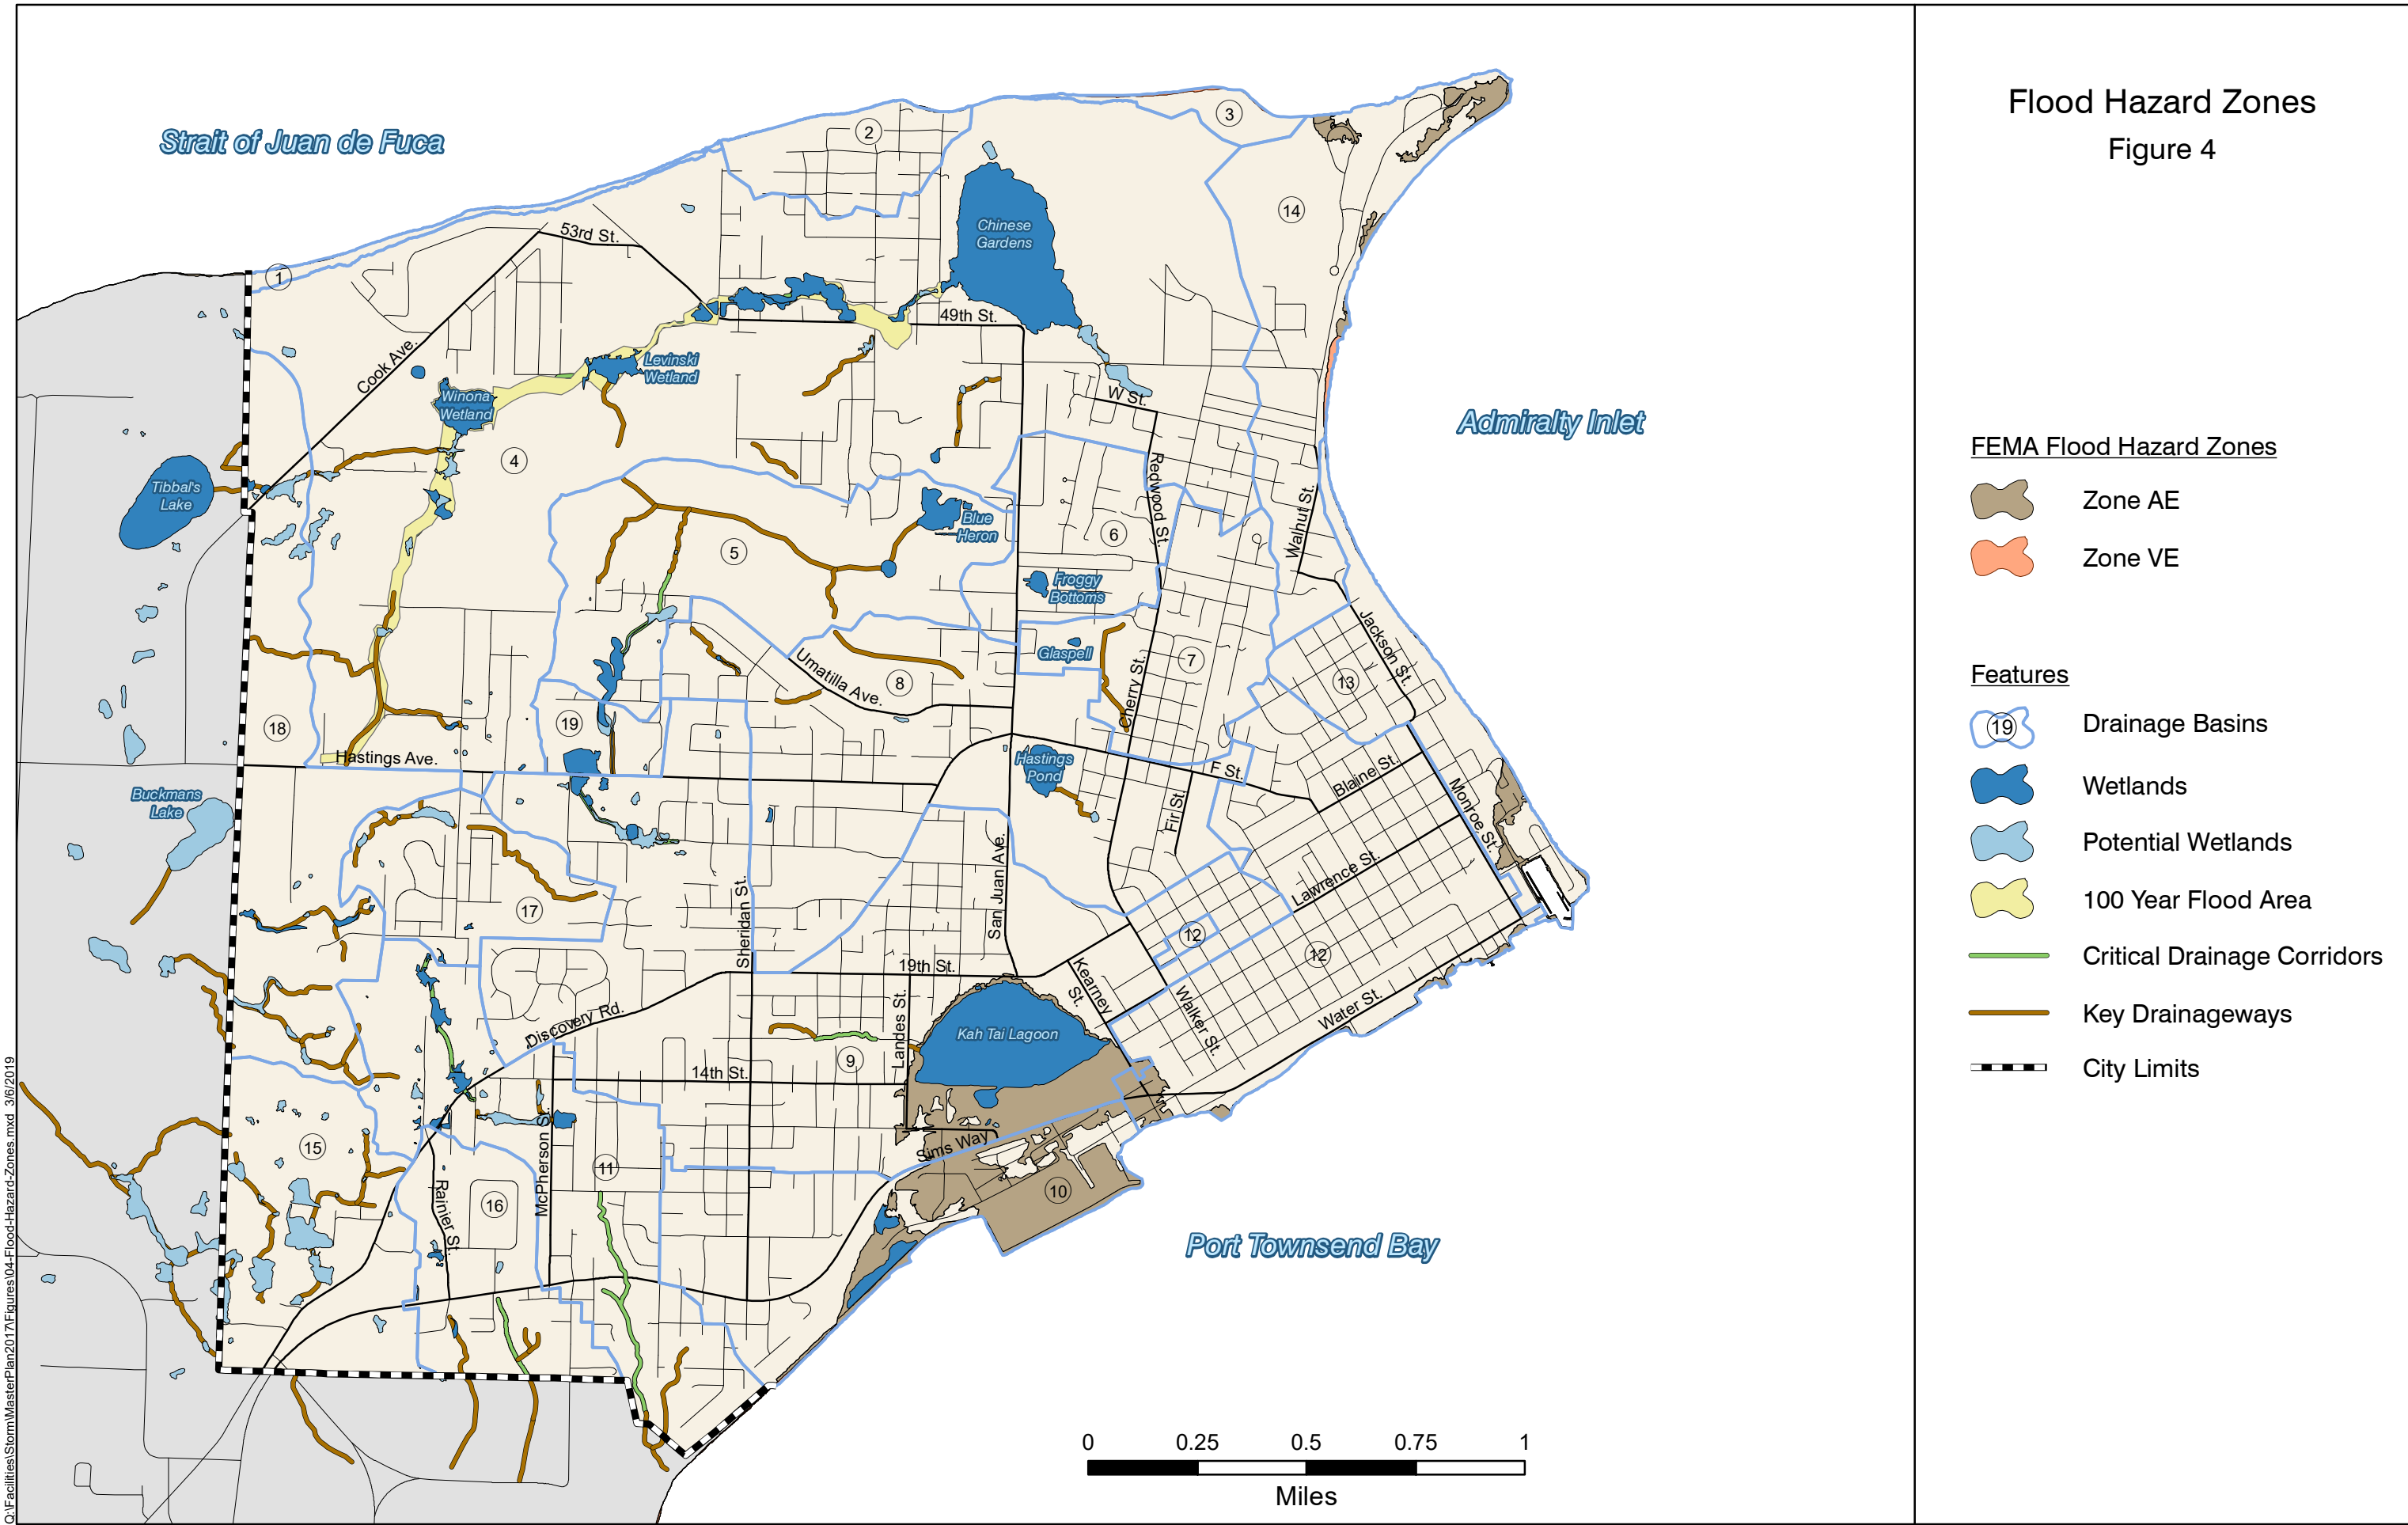 Flood Hazard Zones
Figure 4
FEMA Flood Hazard Zones
Zone AE
Zone VE
Features
19
Drainage Basins
Wetlands
Potential Wetlands
100 Year Flood Area
Critical Drainage Corridors
Key Drainageways
City Limits
Strait of Juan de Fuca
Admiralty Inlet
Port Townsend Bay
2
3
14
1
Chinese
Gardens
53rd St.
49th St.
Cook Ave.
Levinski
Wetland
Winona
Wetland
W St.
4
Tibbal's
Lake
Redwood St.
Walnut St.
Blue
Heron
5
6
Froggy
Bottoms
Jackson St.
Glaspell
7
Cherry St.
Umatilla Ave.
8
13
18
19
Hastings Ave.
Hastings
Pond
F St.
Blaine St.
Buckmans
Lake
Fir St.
Monroe St.
San Juan Ave.
Lawrence St.
Sheridan St.
17
12
12
19th St.
Kearney
St.
Walker St.
Water St.
Discovery Rd.
Landes St.
Kah Tai Lagoon
9
14th St.
15
McPherson St.
11
Sims Way
10
Rainier St.
16
0
0.25
0.5
0.75
1
Miles
Q:\Facilities\Storm\MasterPlan2017\Figures\04-Flood-Hazard-Zones.mxd 3/6/2019